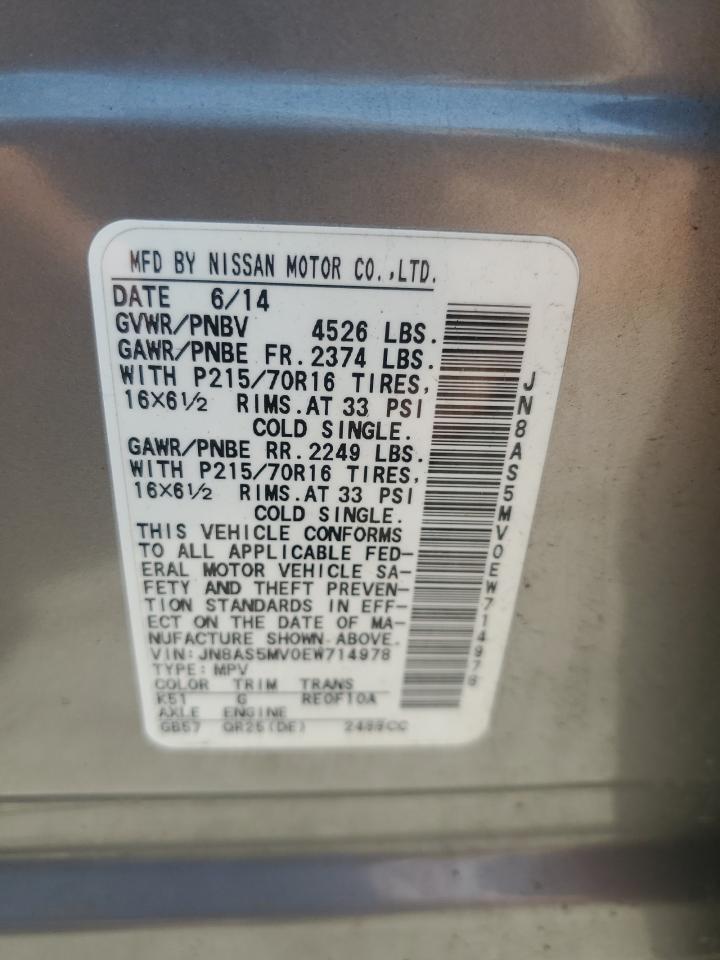 MFD BY NISSAN MOTOR CO.,LTD.
DATE 6/14
GVWR/PNBV 4526 LBS.
GAWR/PNBE FR. 2374 LBS.
WITH P215/70R16 TIRES,
16X6½ RIMS. AT 33 PSI
COLD SINGLE.
GAWR/PNBE RR. 2249 LBS.
WITH P215/70R16 TIRES,
16X6½ RIMS. AT 33 PSI
COLD SINGLE.
THIS VEHICLE CONFORMS
TO ALL APPLICABLE FED-
ERAL MOTOR VEHICLE SA-
FETY AND THEFT PREVEN-
TION STANDARDS IN EFF-
ECT ON THE DATE OF MA-
NUFACTURE SHOWN ABOVE.
VIN: JN8AS5MV0EW714978
TYPE: MPV
COLOR TRIM TRANS
K51 G RE0F10A
AXLE ENGINE
GB57 QR25(DE) 2488CC
JN8AS5MV0EW714978